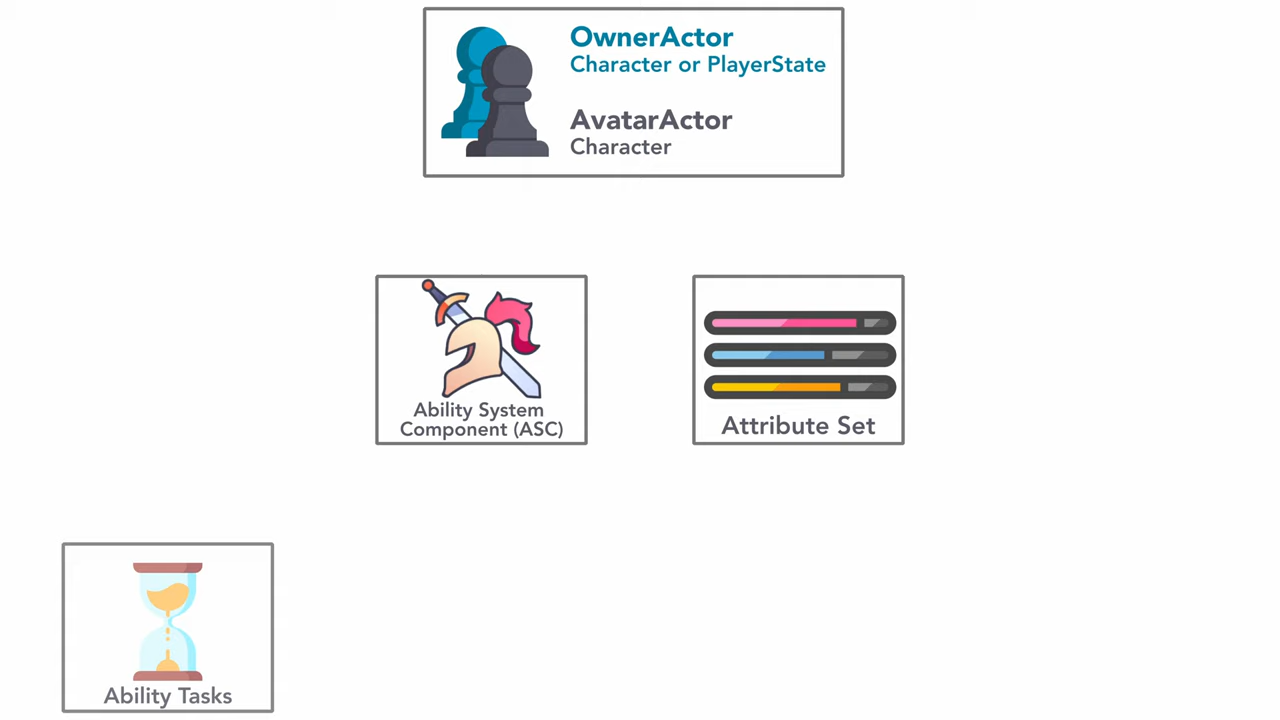 OwnerActor
Character or PlayerState
AvatarActor
Character
Ability System
Component (ASC)
Attribute Set
Ability Tasks